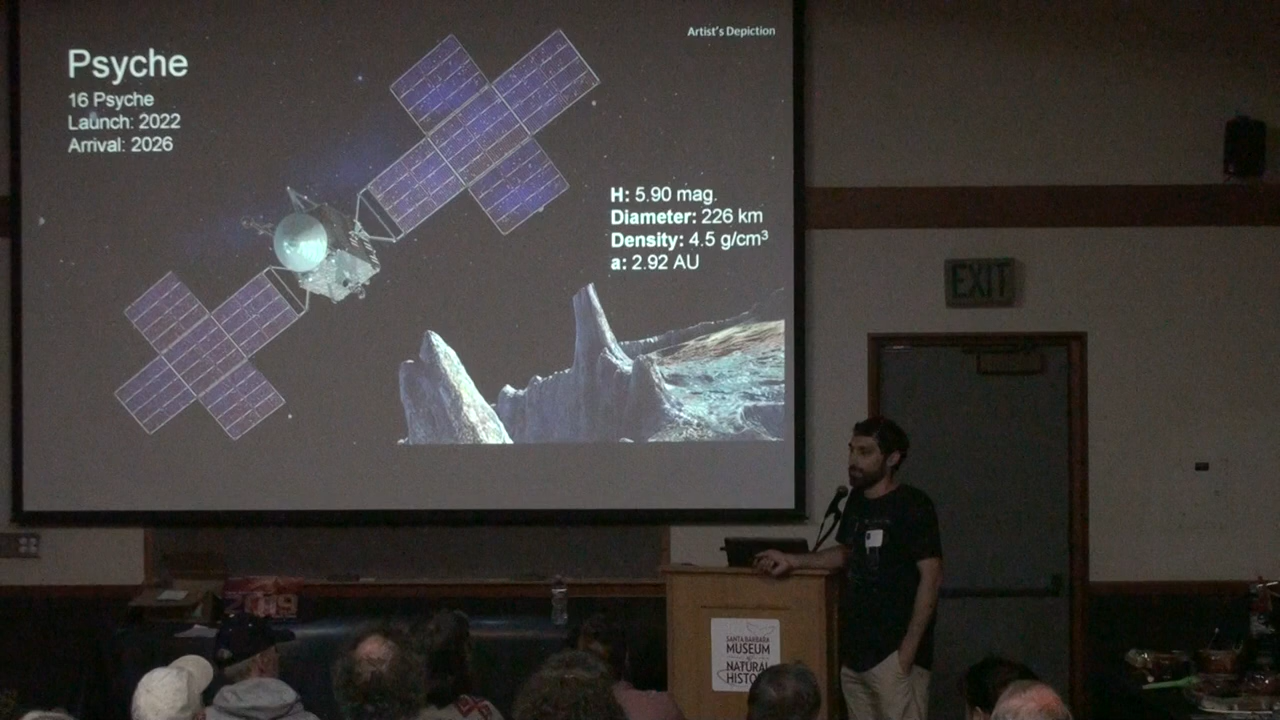 Artist's Depiction
Psyche
16 Psyche
Launch: 2022
Arrival: 2026
H: 5.90 mag.
Diameter: 226 km
Density: 4.5 g/cm³
a: 2.92 AU
EXIT
SANTA BARBARA
MUSEUM
NATURAL
HISTO